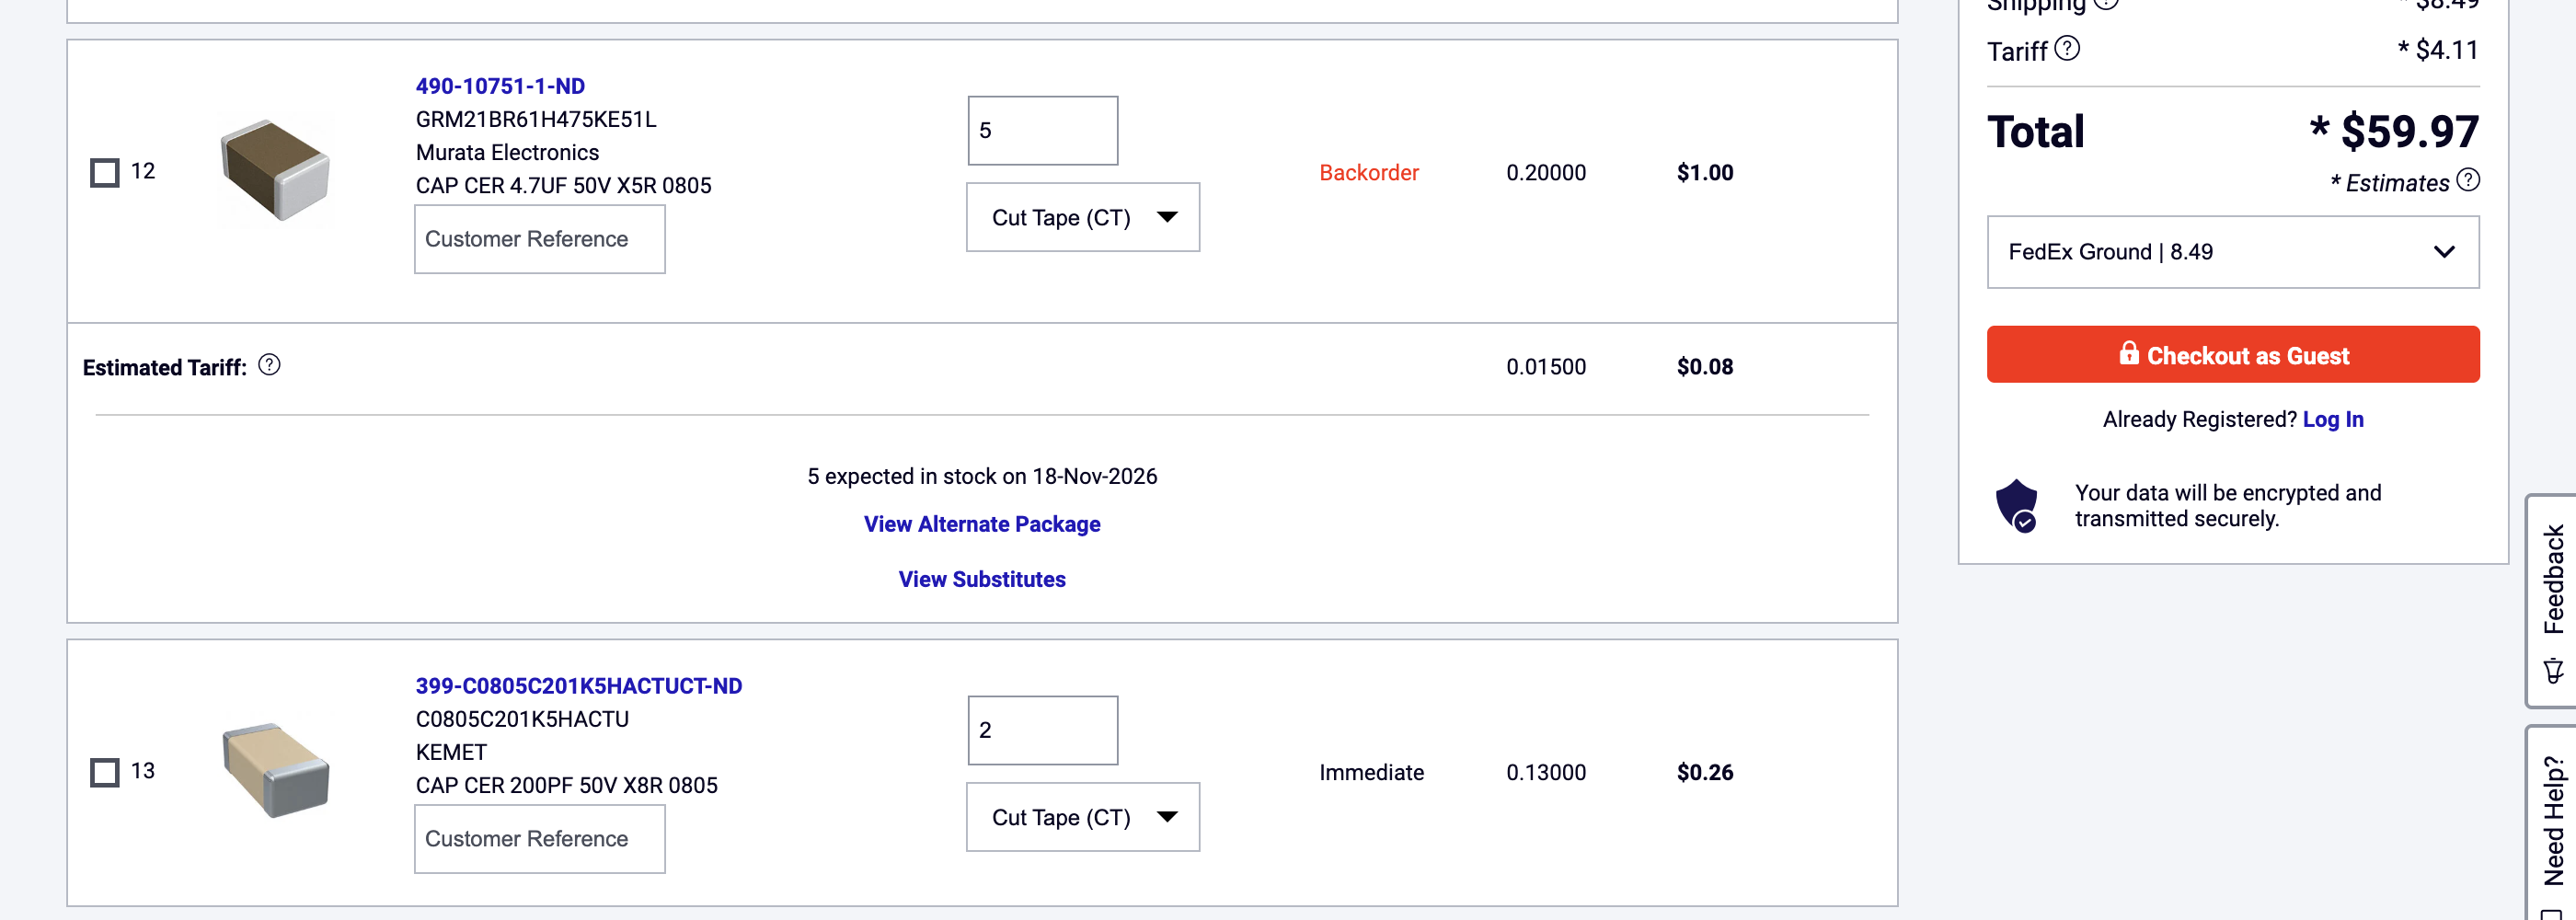 12
490-10751-1-ND
GRM21BR61H475KE51L
Murata Electronics
CAP CER 4.7UF 50V X5R 0805
Customer Reference
5
Cut Tape (CT)
Backorder
0.20000
$1.00
Estimated Tariff:
0.01500
$0.08
5 expected in stock on 18-Nov-2026
View Alternate Package
View Substitutes
13
399-C0805C201K5HACTUCT-ND
C0805C201K5HACTU
KEMET
CAP CER 200PF 50V X8R 0805
Customer Reference
2
Cut Tape (CT)
Immediate
0.13000
$0.26
Shipping * $8.49
Tariff * $4.11
Total * $59.97
* Estimates
FedEx Ground | 8.49
Checkout as Guest
Already Registered? Log In
Your data will be encrypted and
transmitted securely.
Feedback
Need Help?